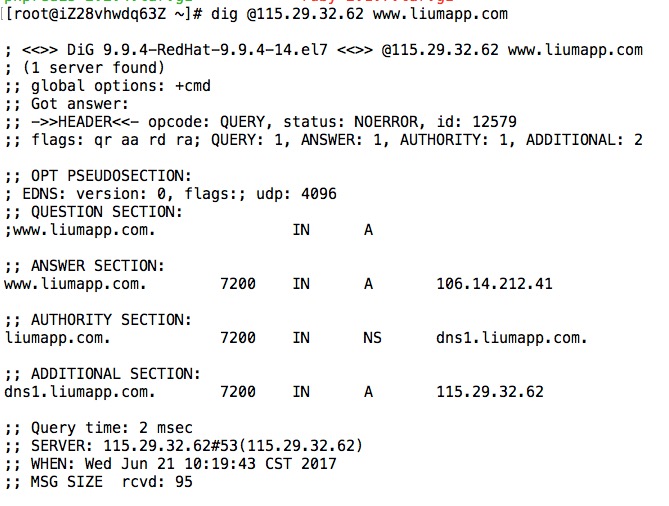 [[root@iZ28vhwdq63Z ~]# dig @115.29.32.62 www.liumapp.com
; <<>> DiG 9.9.4-RedHat-9.9.4-14.el7 <<>> @115.29.32.62 www.liumapp.com
; (1 server found)
;; global options: +cmd
;; Got answer:
;; ->>HEADER<<- opcode: QUERY, status: NOERROR, id: 12579
;; flags: qr aa rd ra; QUERY: 1, ANSWER: 1, AUTHORITY: 1, ADDITIONAL: 2
;; OPT PSEUDOSECTION:
; EDNS: version: 0, flags:; udp: 4096
;; QUESTION SECTION:
;www.liumapp.com. IN A
;; ANSWER SECTION:
www.liumapp.com. 7200 IN A 106.14.212.41
;; AUTHORITY SECTION:
liumapp.com. 7200 IN NS dns1.liumapp.com.
;; ADDITIONAL SECTION:
dns1.liumapp.com. 7200 IN A 115.29.32.62
;; Query time: 2 msec
;; SERVER: 115.29.32.62#53(115.29.32.62)
;; WHEN: Wed Jun 21 10:19:43 CST 2017
;; MSG SIZE rcvd: 95